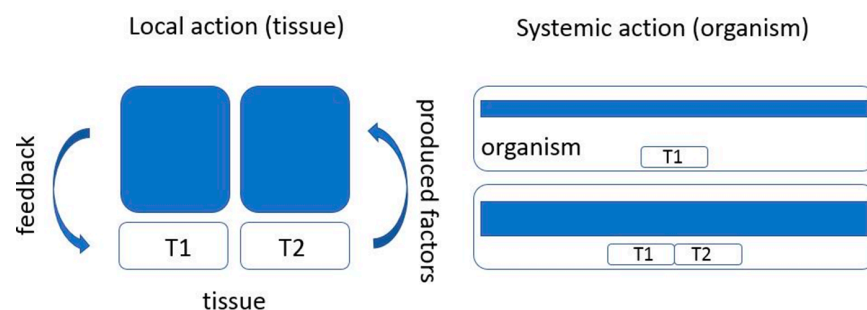 Local action (tissue)
Systemic action (organism)
feedback
produced factors
organism
T1
T1
T2
T1
T2
tissue